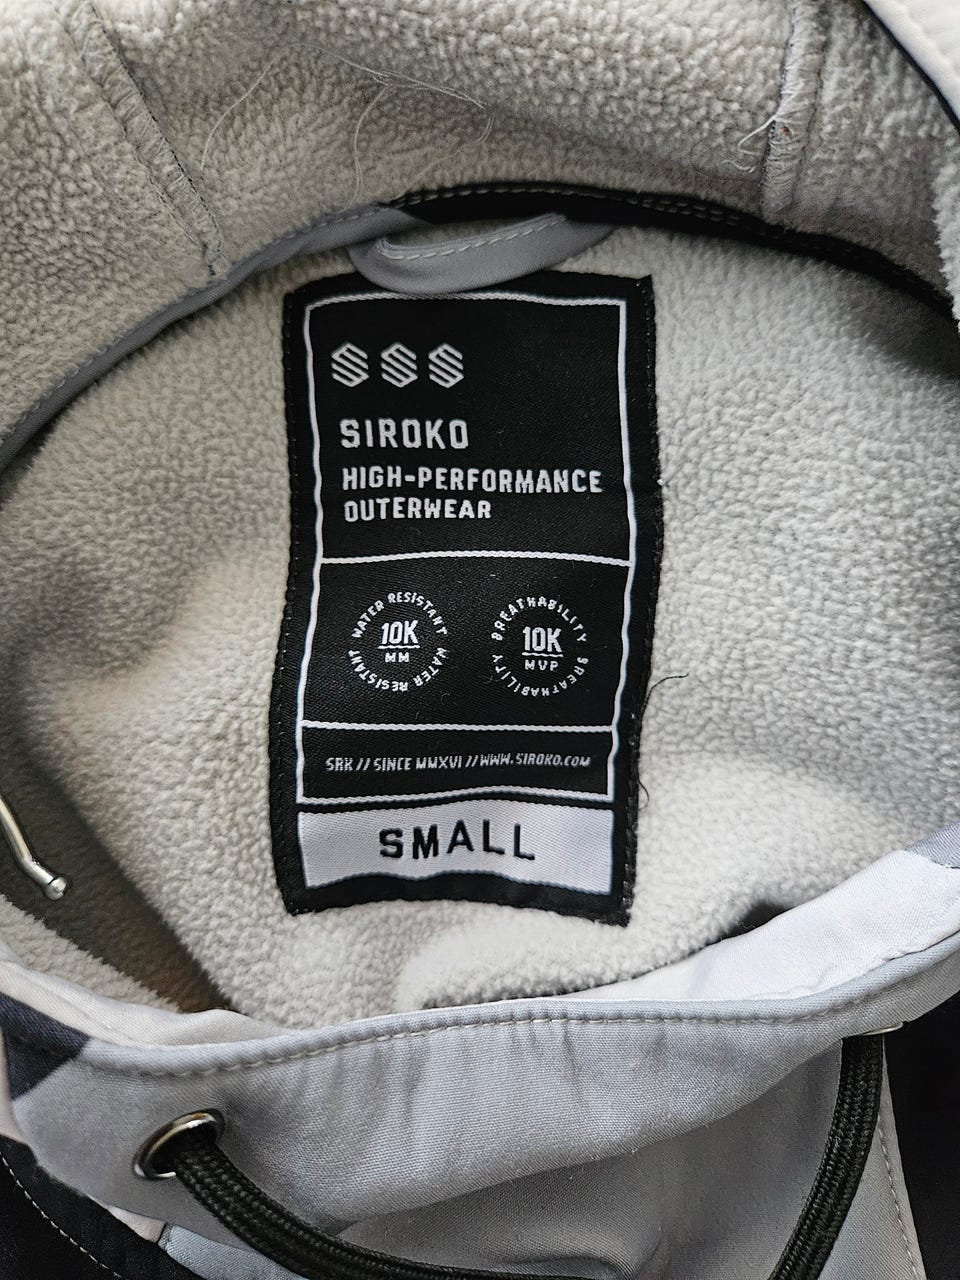 SSS
SIROKO
HIGH-PERFORMANCE
OUTERWEAR
WATER RESISTANT WATER RESISTANT
10K
MM
BREATHABILITY BREATHABILITY
10K
MVP
SRK // SINCE MMXVI // WWW.SIROKO.COM
SMALL